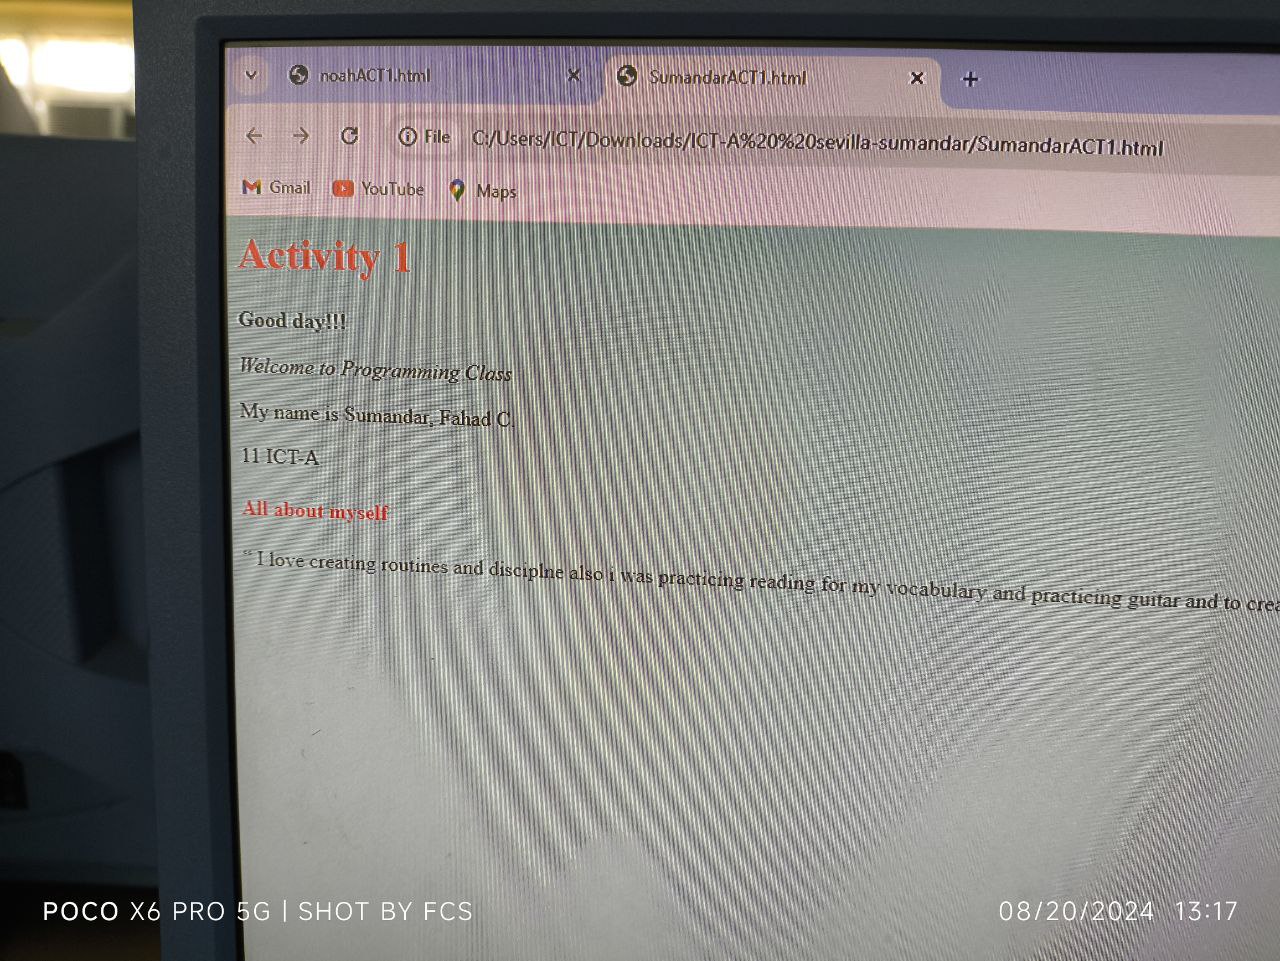 noahACT1.html
SumandarACT1.html
File
C:/Users/ICT/Downloads/ICT-A%20%20sevilla-sumandar/SumandarACT1.html
Gmail
YouTube
Maps
Activity 1
Good day!!!
Welcome to Programming Class
My name is Sumandar, Fahad C.
11 ICT-A
All about myself
“ I love creating routines and disciplne also i was practicing reading for my vocabulary and practicing guitar and to crea
POCO X6 PRO 5G | SHOT BY FCS
08/20/2024 13:17